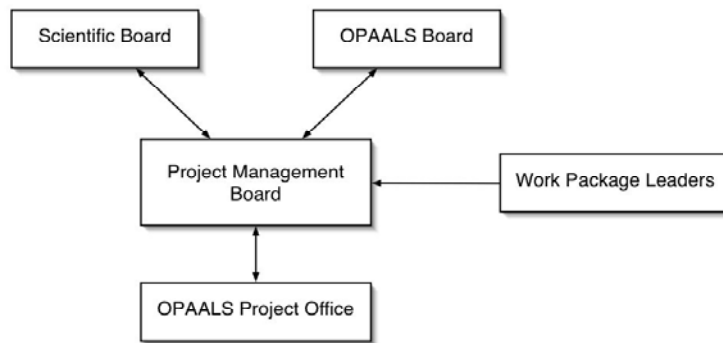 Scientific Board
OPAALS Board
Project Management
Board
Work Package Leaders
OPAALS Project Office